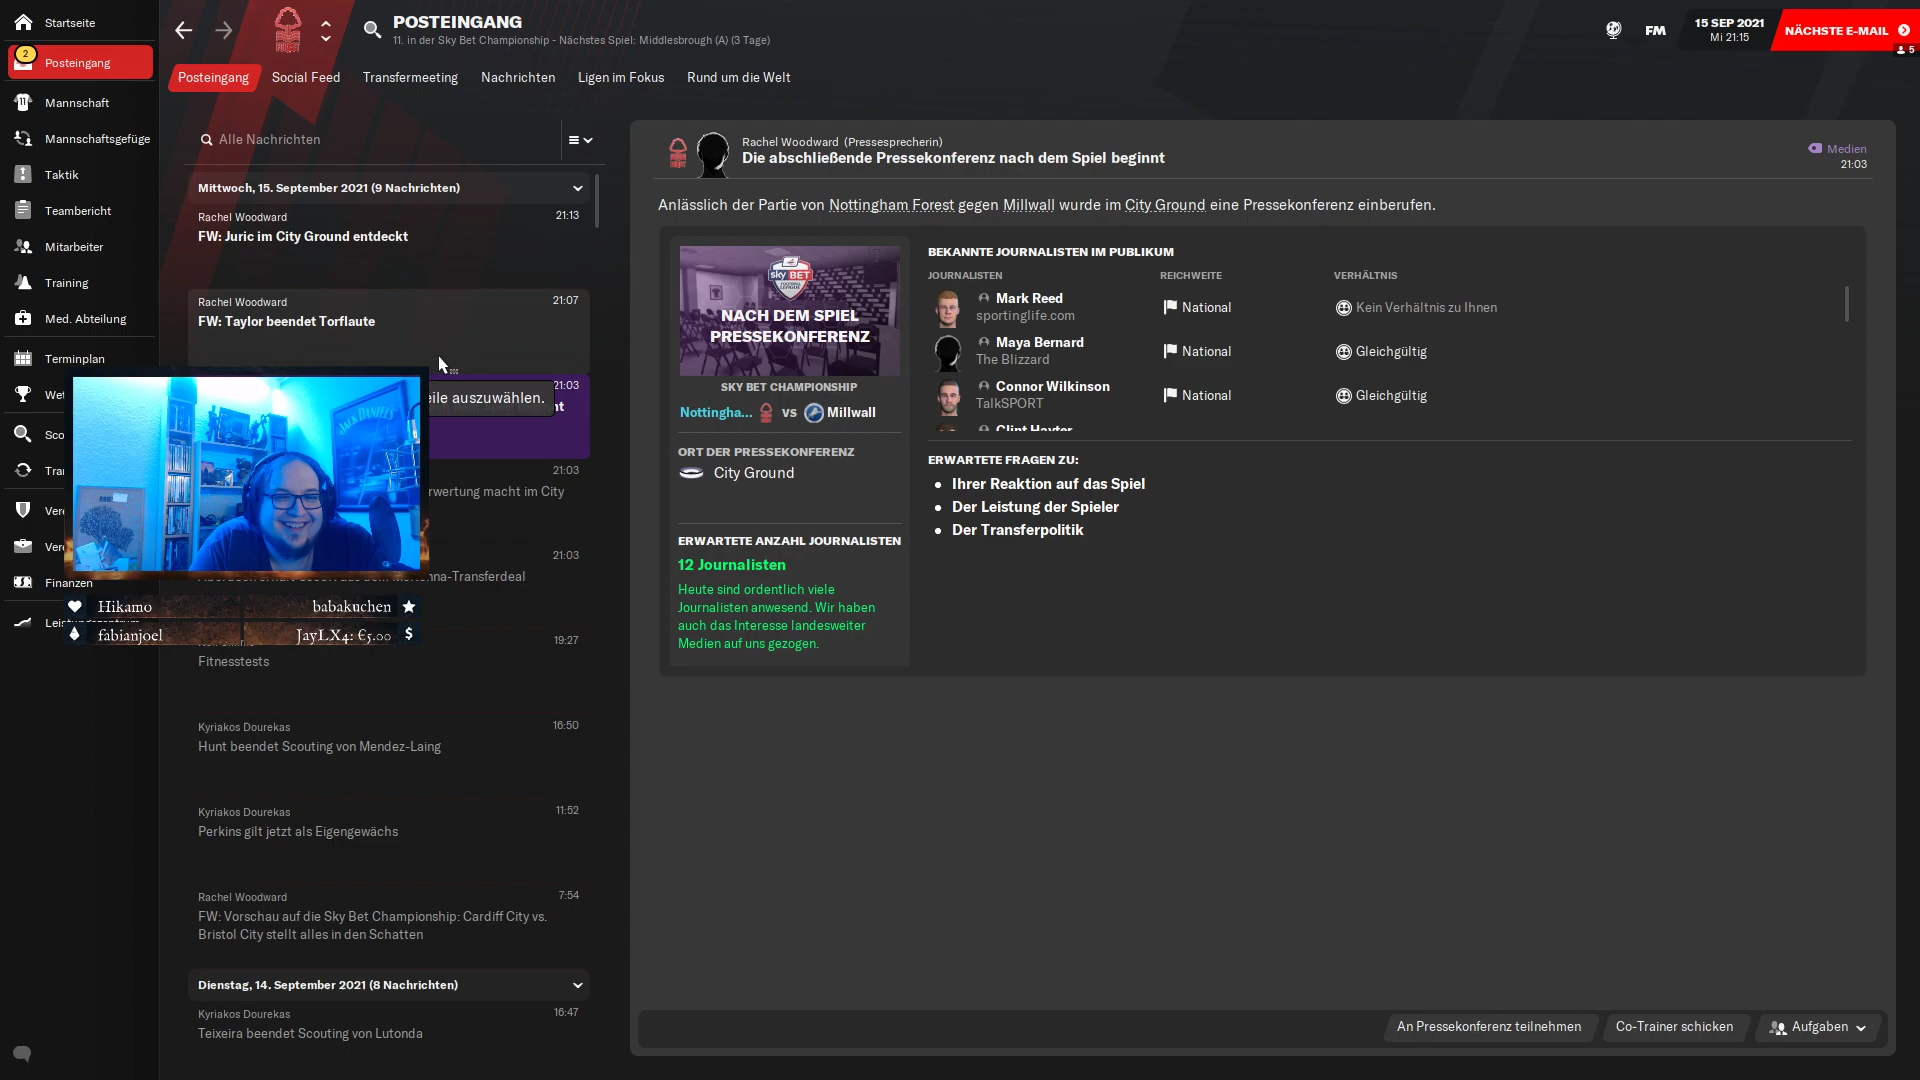 Startseite
2
Posteingang
Mannschaft
Mannschaftsgefüge
Taktik
Teambericht
Mitarbeiter
Training
Med. Abteilung
Terminplan
Finanzen
POSTEINGANG
11. in der Sky Bet Championship - Nächstes Spiel: Middlesbrough (A) (3 Tage)
FM
15 SEP 2021
Mi 21:15
NÄCHSTE E-MAIL
5
Posteingang
Social Feed
Transfermeeting
Nachrichten
Ligen im Fokus
Rund um die Welt
Alle Nachrichten
Mittwoch, 15. September 2021 (9 Nachrichten)
Rachel Woodward 21:13
FW: Juric im City Ground entdeckt
Rachel Woodward 21:07
FW: Taylor beendet Torflaute
21:03
eile auszuwählen.
21:03
rwertung macht im City
21:03
nna-Transferdeal
JACK DANIEL'S
Hikamo babakuchen
fabianjoel JayLX4: €5.00
19:27
Fitnesstests
Kyriakos Dourekas 16:50
Hunt beendet Scouting von Mendez-Laing
Kyriakos Dourekas 11:52
Perkins gilt jetzt als Eigengewächs
Rachel Woodward 7:54
FW: Vorschau auf die Sky Bet Championship: Cardiff City vs.
Bristol City stellt alles in den Schatten
Dienstag, 14. September 2021 (8 Nachrichten)
Kyriakos Dourekas 16:47
Teixeira beendet Scouting von Lutonda
Rachel Woodward (Pressesprecherin)
Die abschließende Pressekonferenz nach dem Spiel beginnt
Medien
21:03
Anlässlich der Partie von Nottingham Forest gegen Millwall wurde im City Ground eine Pressekonferenz einberufen.
sky BET
NACH DEM SPIEL
PRESSEKONFERENZ
SKY BET CHAMPIONSHIP
Nottingha... vs Millwall
ORT DER PRESSEKONFERENZ
City Ground
ERWARTETE ANZAHL JOURNALISTEN
12 Journalisten
Heute sind ordentlich viele
Journalisten anwesend. Wir haben
auch das Interesse landesweiter
Medien auf uns gezogen.
BEKANNTE JOURNALISTEN IM PUBLIKUM
JOURNALISTEN REICHWEITE VERHÄLTNIS
Mark Reed
sportinglife.com
National
Kein Verhältnis zu Ihnen
Maya Bernard
The Blizzard
National
Gleichgültig
Connor Wilkinson
TalkSPORT
National
Gleichgültig
Clint Hayter
ERWARTETE FRAGEN ZU:
• Ihrer Reaktion auf das Spiel
• Der Leistung der Spieler
• Der Transferpolitik
An Pressekonferenz teilnehmen
Co-Trainer schicken
Aufgaben